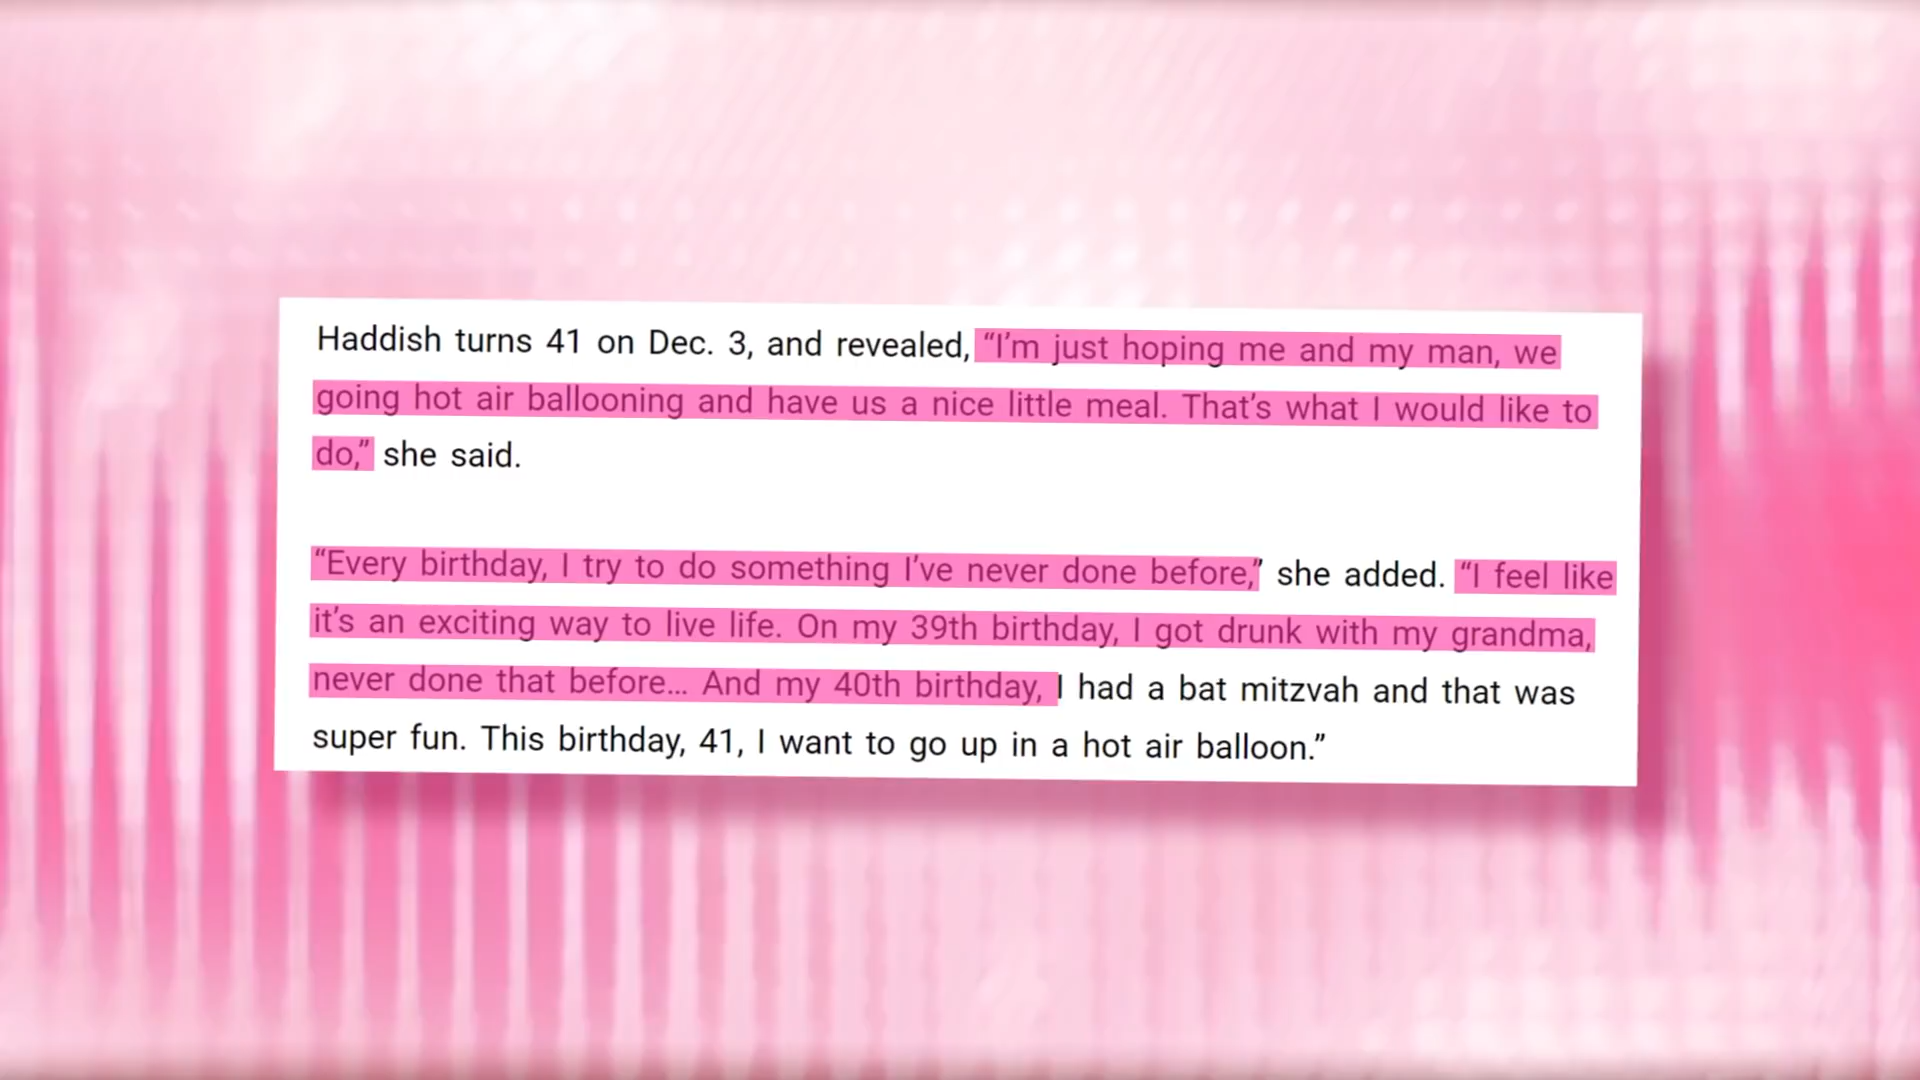 Haddish turns 41 on Dec. 3, and revealed, “I’m just hoping me and my man, we
going hot air ballooning and have us a nice little meal. That’s what I would like to
do,” she said.
“Every birthday, I try to do something I’ve never done before,” she added. “I feel like
it’s an exciting way to live life. On my 39th birthday, I got drunk with my grandma,
never done that before... And my 40th birthday, I had a bat mitzvah and that was
super fun. This birthday, 41, I want to go up in a hot air balloon.”